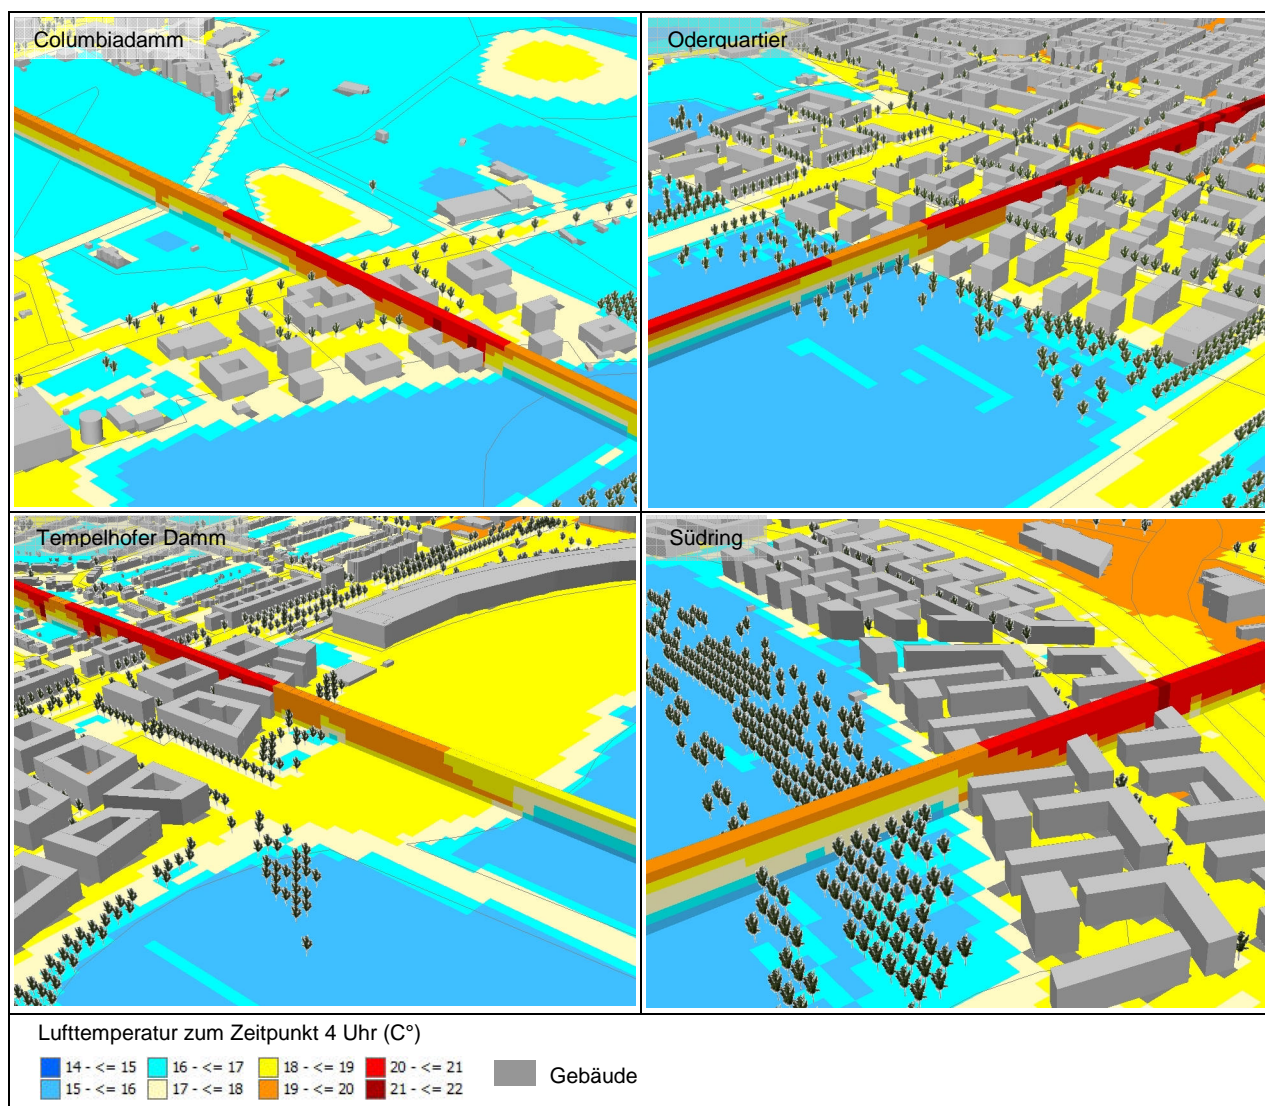 Columbiadamm
Oderquartier
Tempelhofer Damm
Südring
Lufttemperatur zum Zeitpunkt 4 Uhr (C°)
14 - <= 15 16 - <= 17 18 - <= 19 20 - <= 21
15 - <= 16 17 - <= 18 19 - <= 20 21 - <= 22
Gebäude